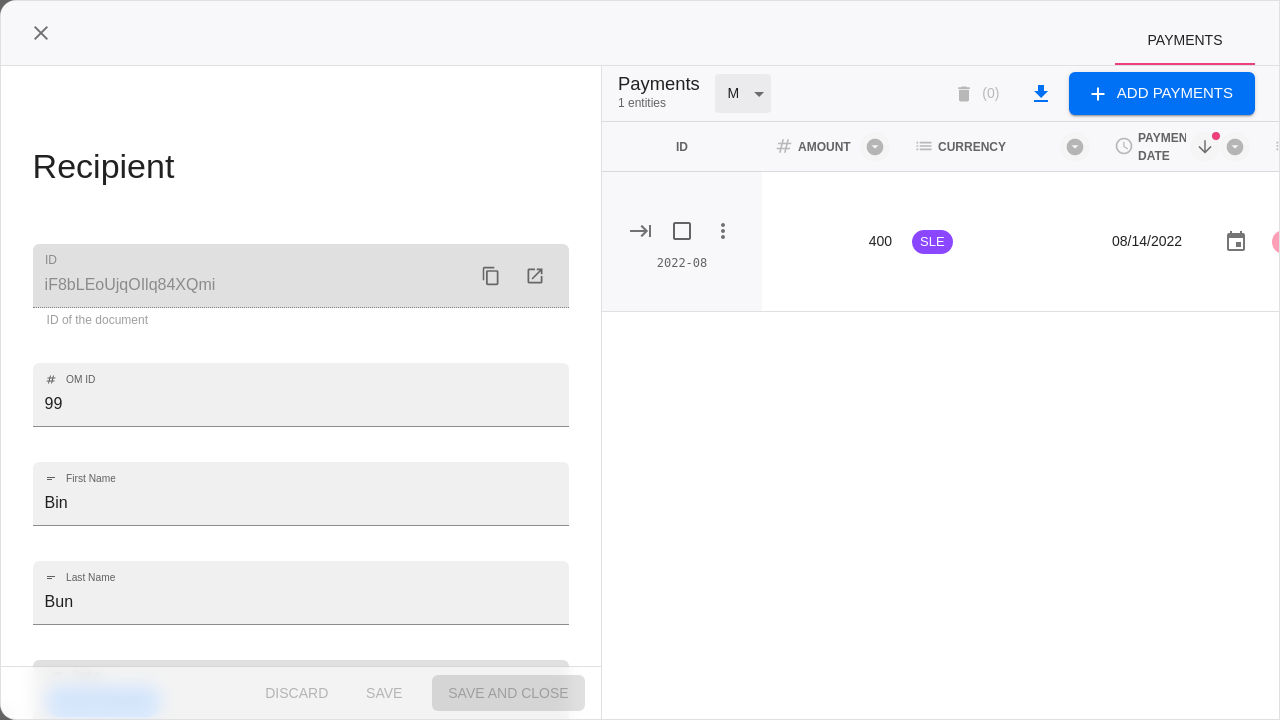 PAYMENTS
Recipient
ID
iF8bLEoUjqOIlq84XQmi
ID of the document
OM ID
99
First Name
Bin
Last Name
Bun
DISCARD
SAVE
SAVE AND CLOSE
Payments
1 entities
M
(0)
ADD PAYMENTS
ID
AMOUNT
CURRENCY
PAYMEN
DATE
2022-08
400
SLE
08/14/2022